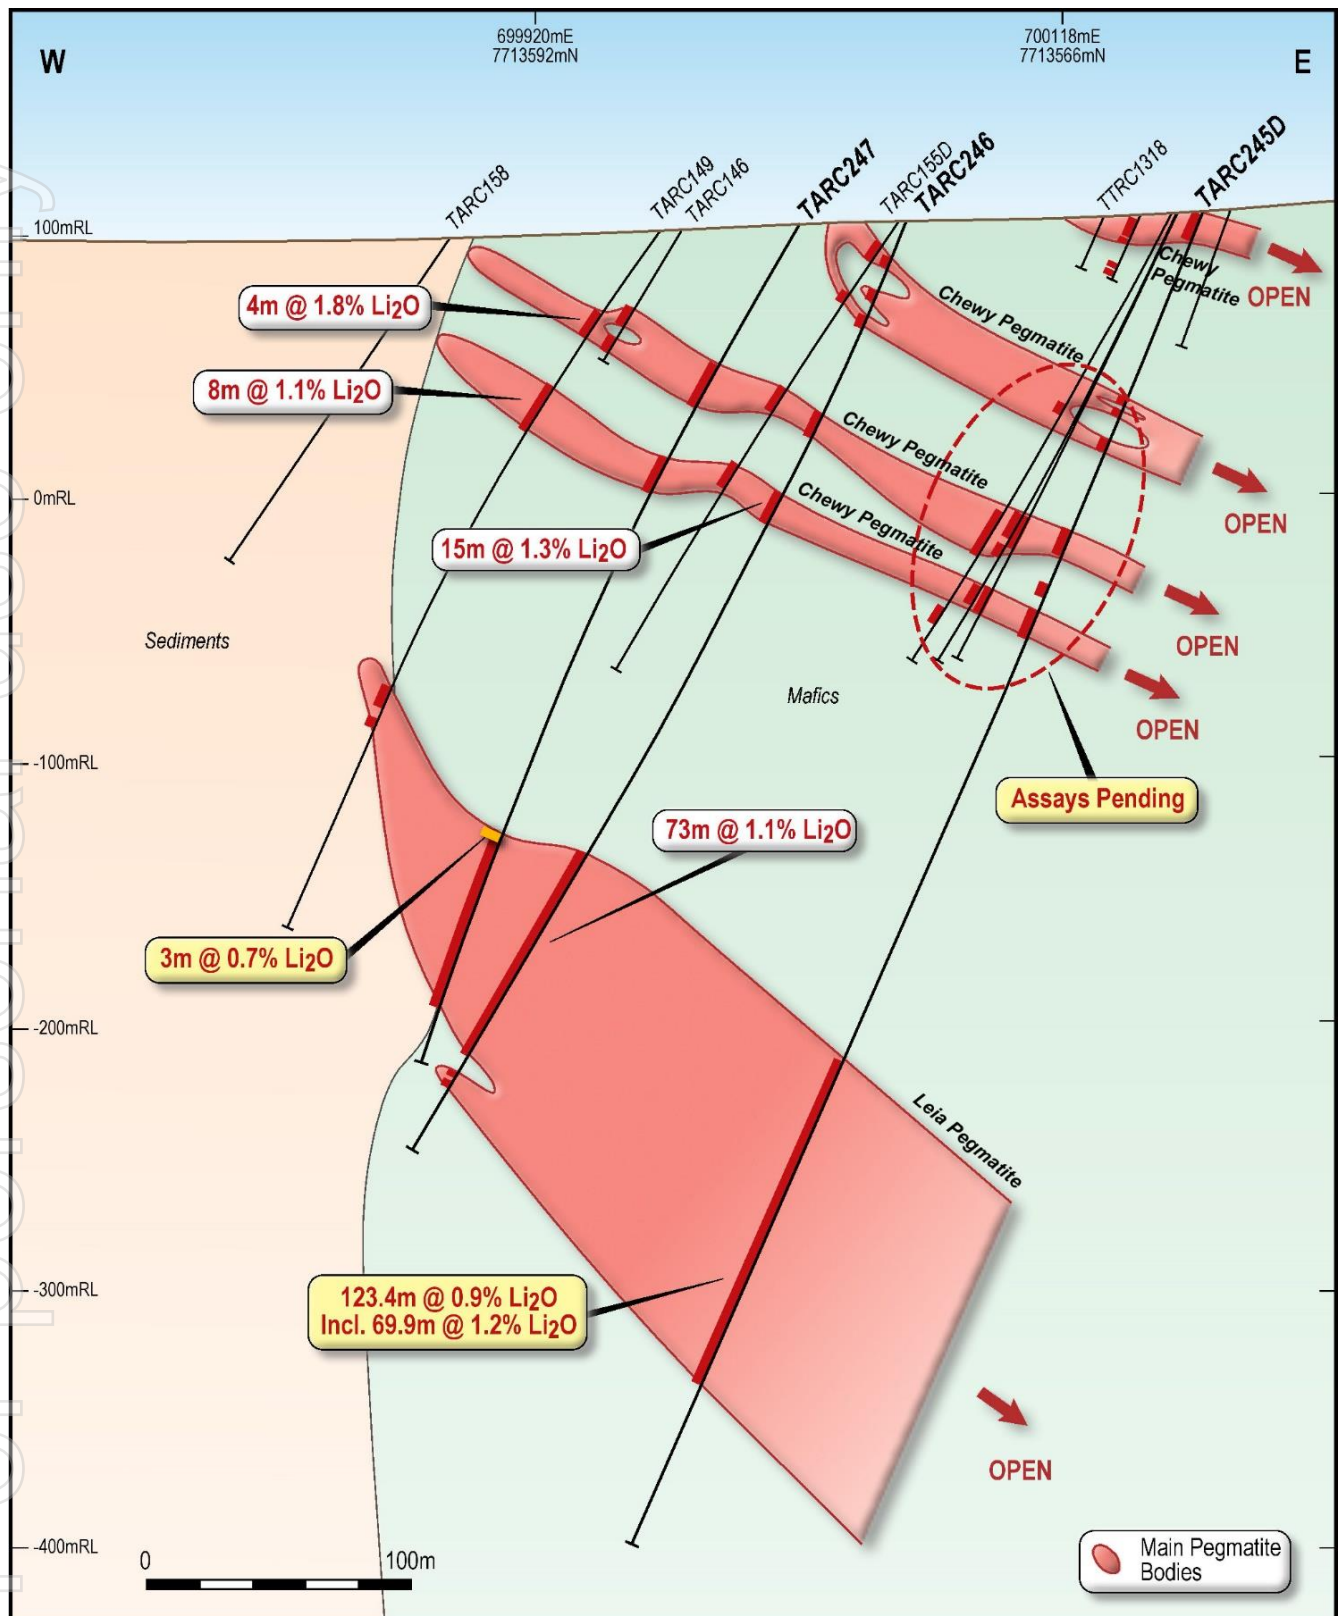 699920mE
7713592mN
700118mE
7713566mN
W
E
TARC158
TARC149
TARC146
TARC247
TARC155D
TARC246
TTRC1318
TARC245D
100mRL
Chewy
Pegmatite
OPEN
4m @ 1.8% Li2O
Chewy Pegmatite
8m @ 1.1% Li2O
Chewy Pegmatite
0mRL
Chewy Pegmatite
OPEN
15m @ 1.3% Li2O
Sediments
OPEN
Mafics
OPEN
-100mRL
Assays Pending
73m @ 1.1% Li2O
3m @ 0.7% Li2O
-200mRL
Leia Pegmatite
-300mRL
123.4m @ 0.9% Li2O
Incl. 69.9m @ 1.2% Li2O
OPEN
-400mRL
0
100m
Main Pegmatite
Bodies